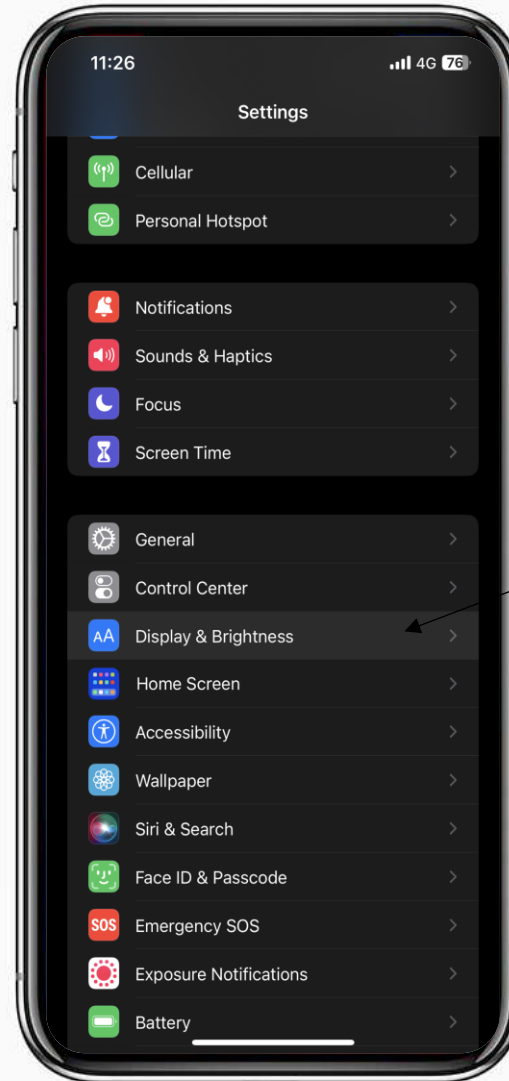 11:26
4G 76
Settings
Cellular
Personal Hotspot
Notifications
Sounds & Haptics
Focus
Screen Time
General
Control Center
AA Display & Brightness
Home Screen
Accessibility
Wallpaper
Siri & Search
Face ID & Passcode
SOS Emergency SOS
Exposure Notifications
Battery